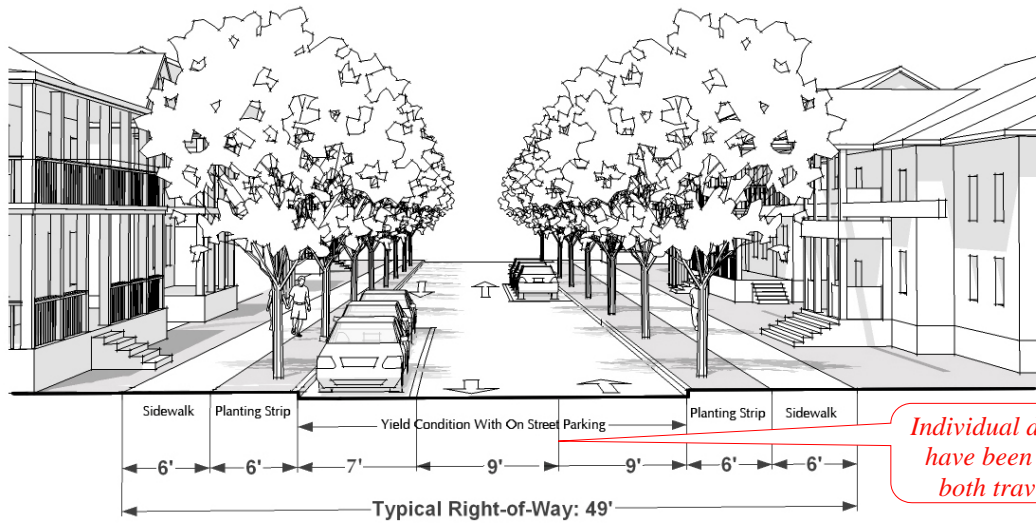 Sidewalk Planting Strip Yield Condition With On Street Parking Planting Strip Sidewalk
Individual
have been
both
6' 6' 7' 9' 9' 6' 6'
Typical Right-of-Way: 49'